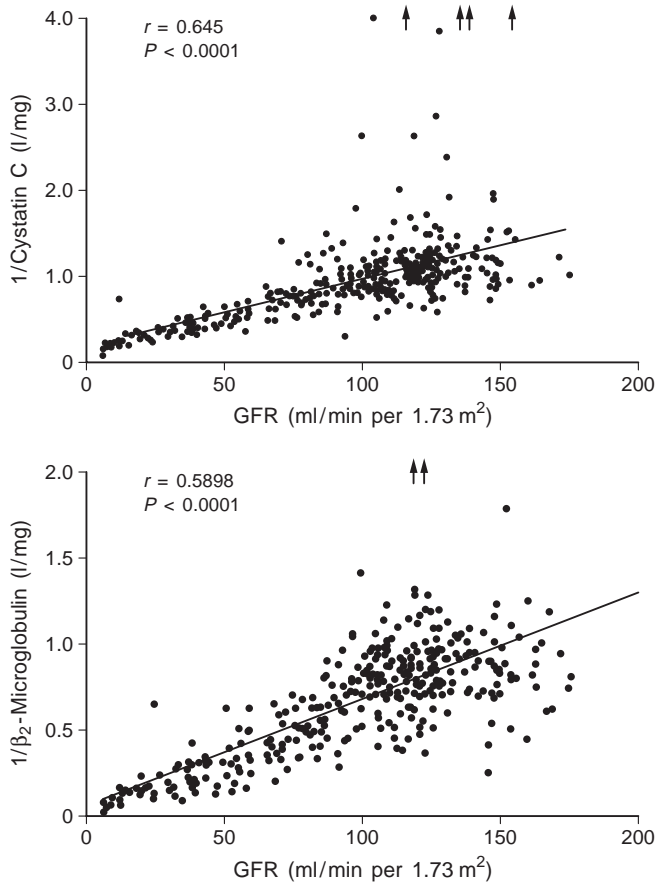 4.0
4.0
2.0
1.0
0
r = 0.645
P < 0.0001
1/Cystatin C (l/mg)
0 50 100 150 200
GFR (ml/min per 1.73 m²)
2.0
1.5
1.0
0.5
0
r = 0.5898
P < 0.0001
1/β₂-Microglobulin (l/mg)
0 50 100 150 200
GFR (ml/min per 1.73 m²)